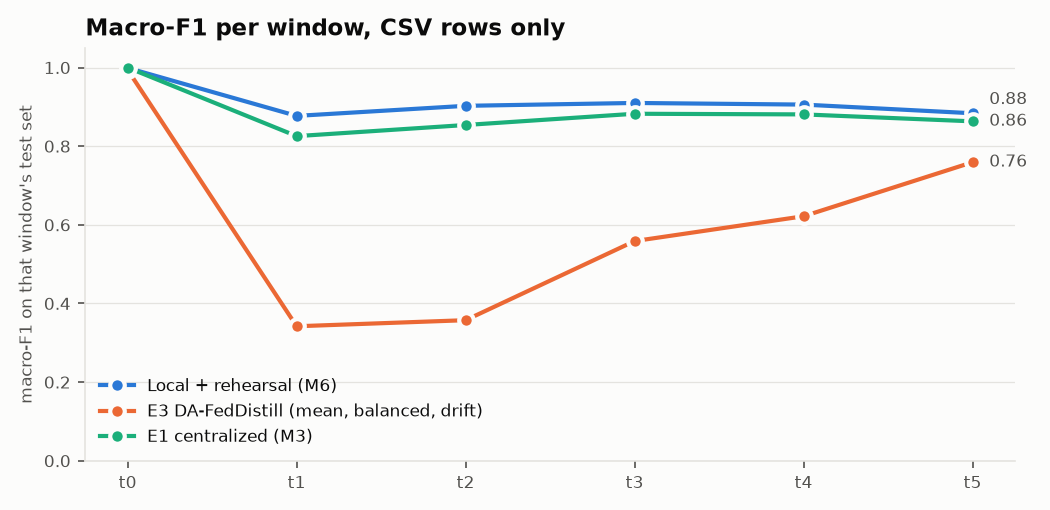 Macro-F1 per window, CSV rows only
macro-F1 on that window's test set
1.0
0.8
0.6
0.4
0.2
0.0
t0
t1
t2
t3
t4
t5
0.88
0.86
0.76
Local + rehearsal (M6)
E3 DA-FedDistill (mean, balanced, drift)
E1 centralized (M3)